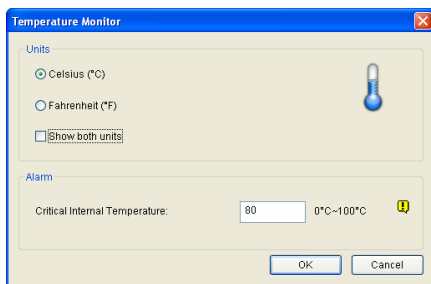 Temperature Monitor
Units
Celsius (°C)
Fahrenheit (°F)
Show both units
Alarm
Critical Internal Temperature: 80 0°C~100°C
OK Cancel